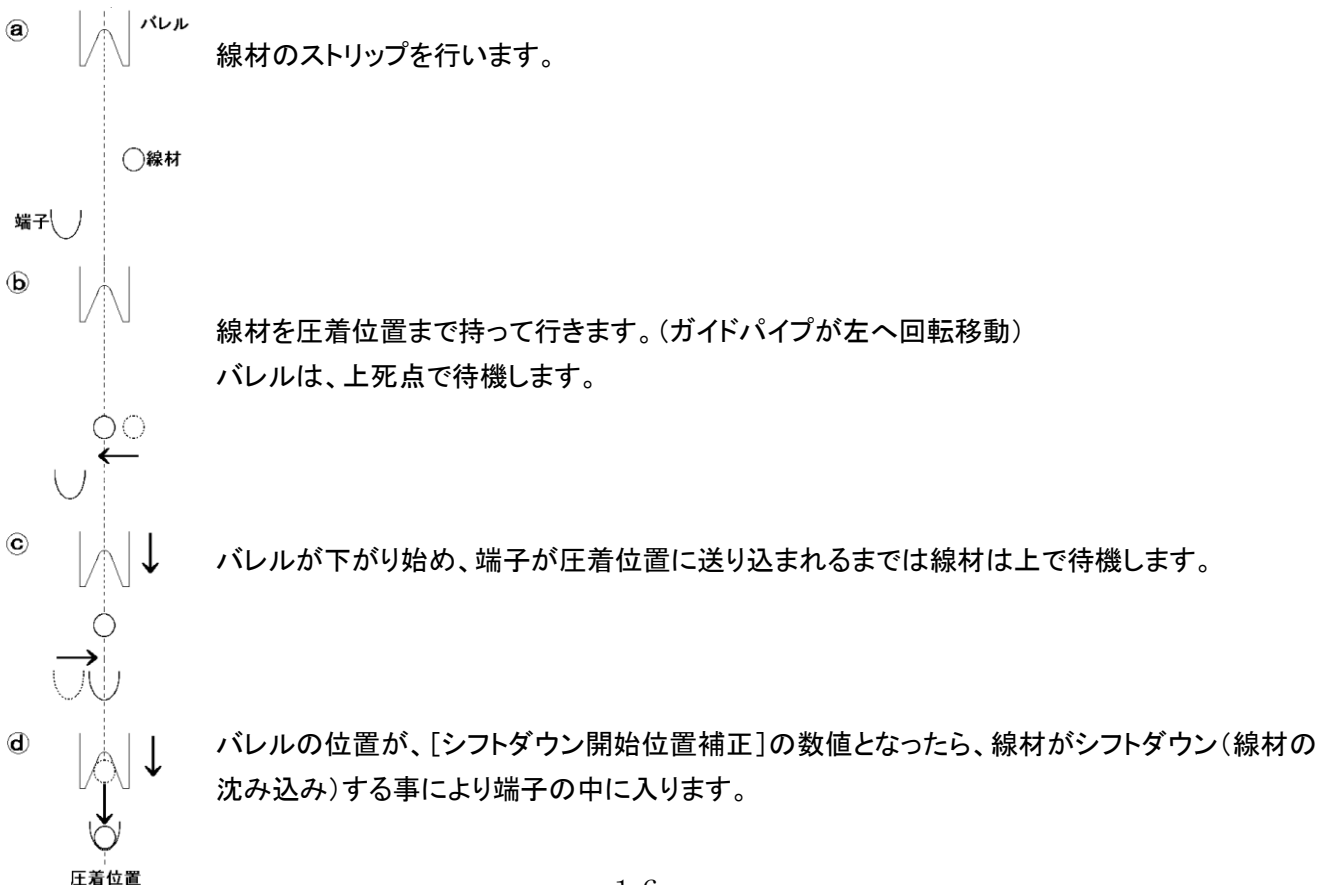 ⓐ
バレル
線材のストリップを行います。
線材
端子
ⓑ
線材を圧着位置まで持って行きます。（ガイドパイプが左へ回転移動）
バレルは、上死点で待機します。
ⓒ
バレルが下がり始め、端子が圧着位置に送り込まれるまでは線材は上で待機します。
ⓓ
バレルの位置が、［シフトダウン開始位置補正］の数値となったら、線材がシフトダウン（線材の
沈み込み）する事により端子の中に入ります。
圧着位置